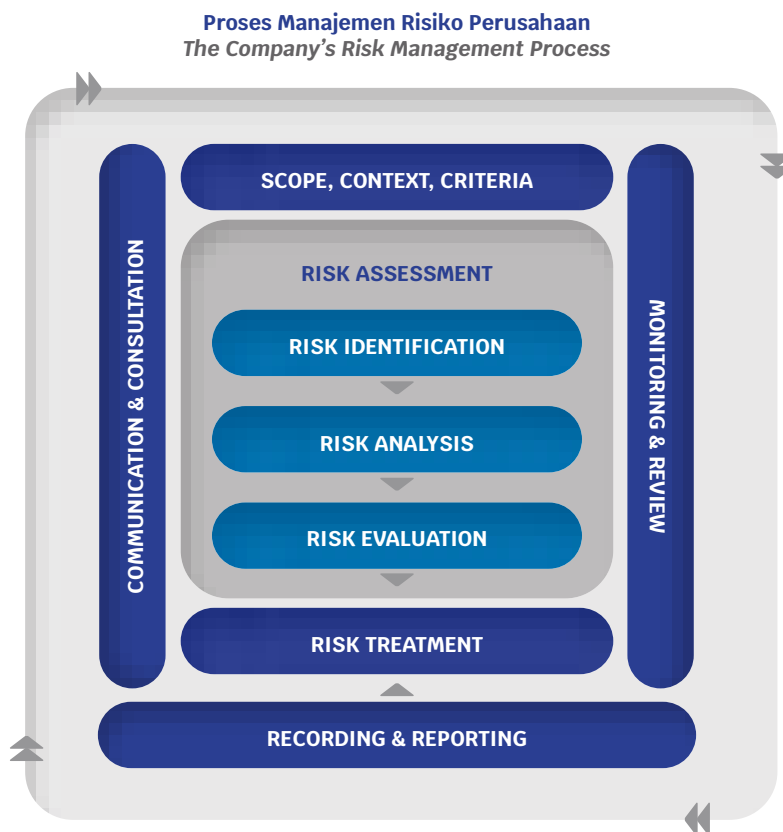 Proses Manajemen Risiko Perusahaan
The Company's Risk Management Process
SCOPE, CONTEXT, CRITERIA
COMMUNICATION & CONSULTATION
RISK ASSESSMENT
RISK IDENTIFICATION
RISK ANALYSIS
RISK EVALUATION
MONITORING & REVIEW
RISK TREATMENT
RECORDING & REPORTING